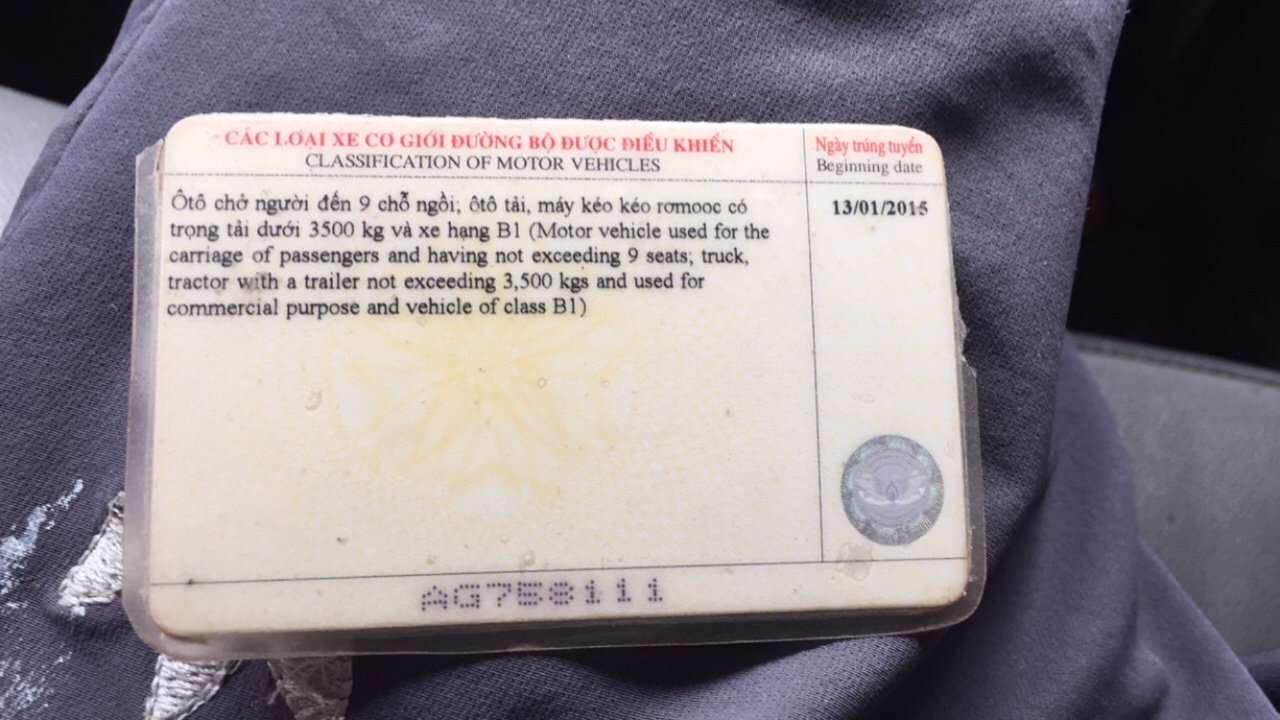 CÁC LOẠI XE CƠ GIỚI ĐƯỜNG BỘ ĐƯỢC ĐIỀU KHIỂN
CLASSIFICATION OF MOTOR VEHICLES
Ngày trúng tuyển
Beginning date
Ôtô chở người đến 9 chỗ ngồi; ôtô tải, máy kéo kéo rơmooc có
trọng tải dưới 3500 kg và xe hạng B1 (Motor vehicle used for the
carriage of passengers and having not exceeding 9 seats; truck,
tractor with a trailer not exceeding 3,500 kgs and used for
commercial purpose and vehicle of class B1)
13/01/2015
AG758111